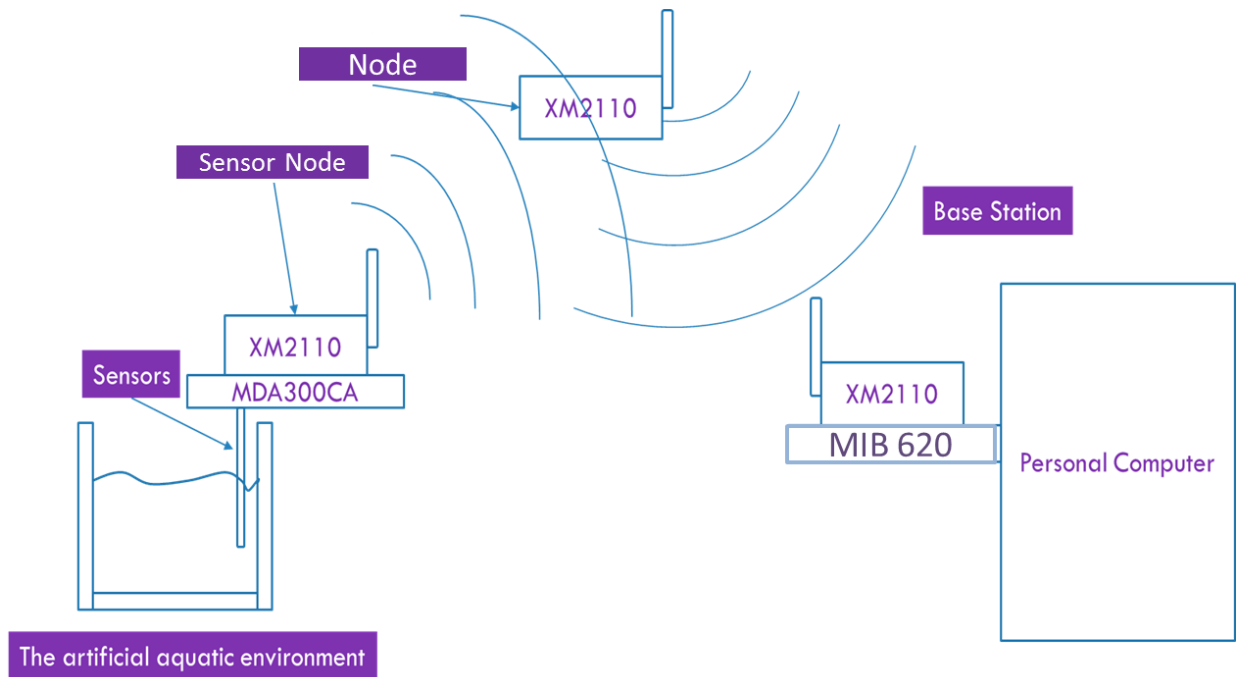 Node
XM2110
Sensor Node
Base Station
XM2110
MDA300CA
Sensors
XM2110
MIB 620
Personal Computer
The artificial aquatic environment